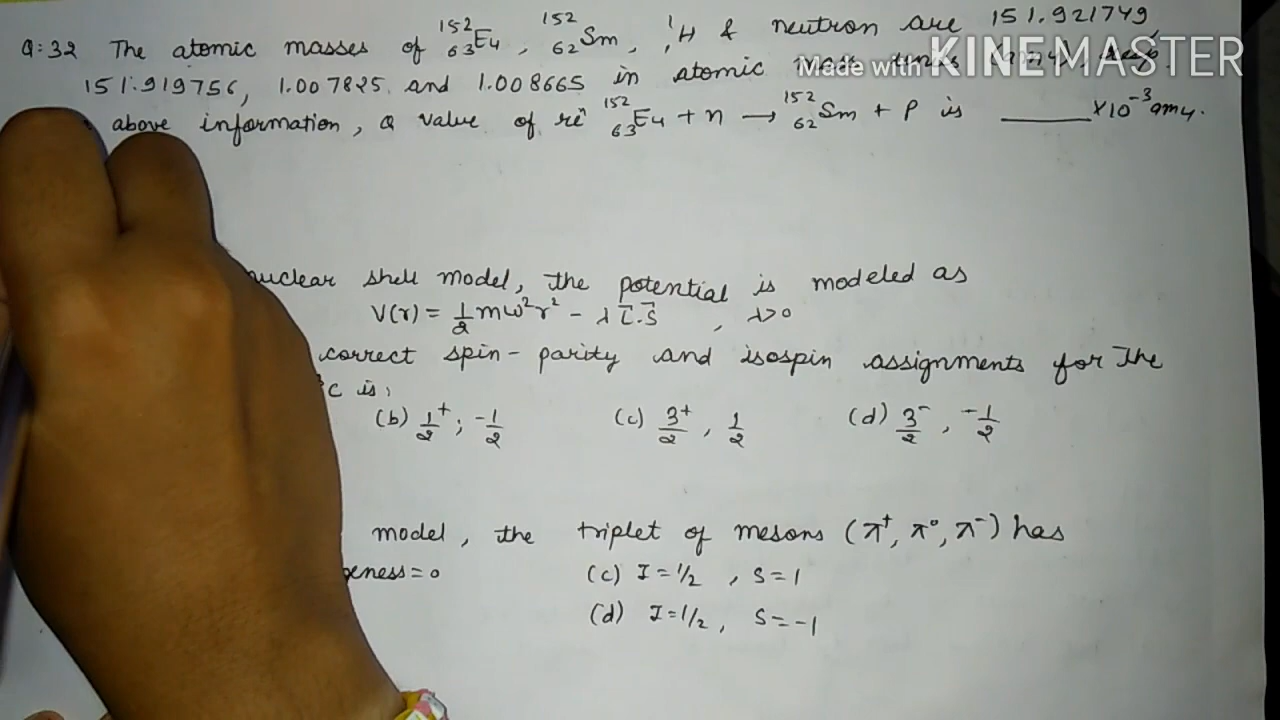 Q:32 The atomic masses of ¹⁵²₆₃Eu, ¹⁵²₆₂Sm, ¹₁H & neutron are 151.921749
Made with KINEMASTER
151.919756, 1.007825 and 1.008665 in atomic
above information, Q value of reⁿ ¹⁵²₆₃Eu + n → ¹⁵²₆₂Sm + P is ______ ×10⁻³ amu.
nuclear shell model, the potential is modeled as
V(r) = 1/2 mω²r² - λ L⃗.S⃗ , λ>0
correct spin-parity and isospin assignments for the
C is:
(b) 1/2⁺ ; -1/2 (c) 3/2⁺ , 1/2 (d) 3/2⁻ , -1/2
model, the triplet of mesons (π⁺, π⁰, π⁻) has
geness=0 (c) I=1/2 , S=1
(d) I=1/2, S=-1